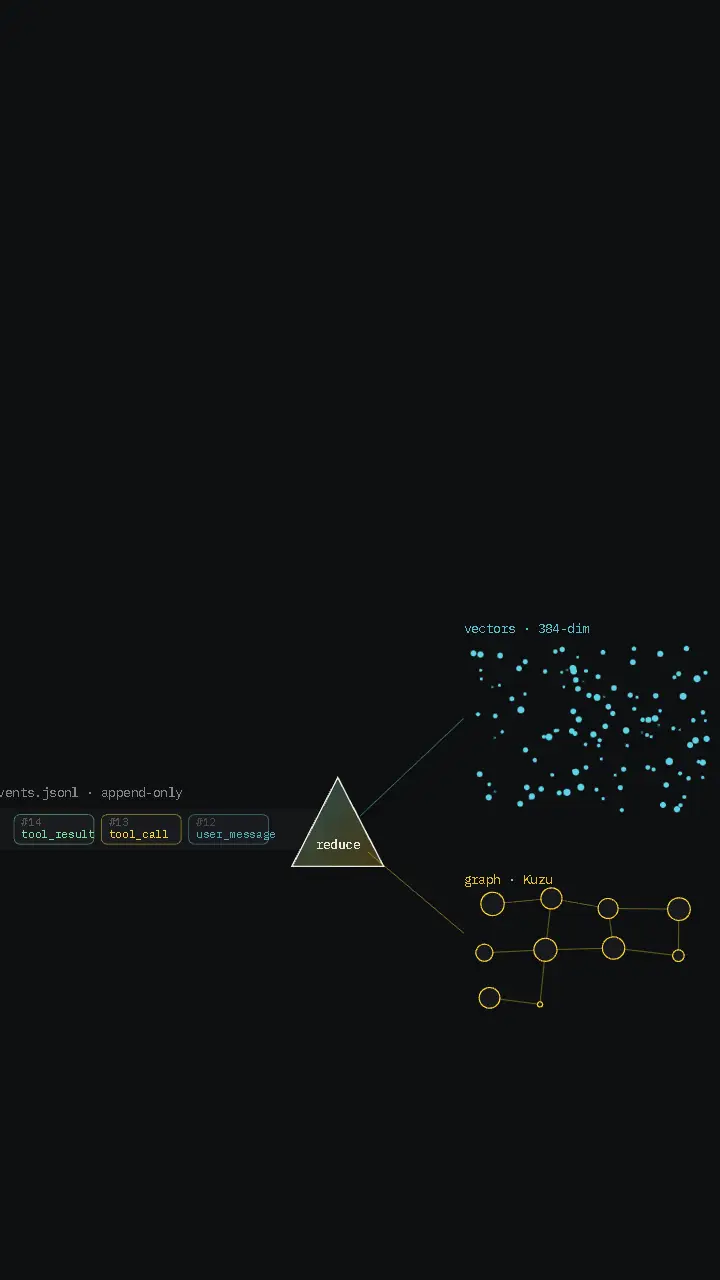 vectors · 384-dim
vents.jsonl · append-only
#14
tool_result
#13
tool_call
#12
user_message
reduce
graph · Kuzu